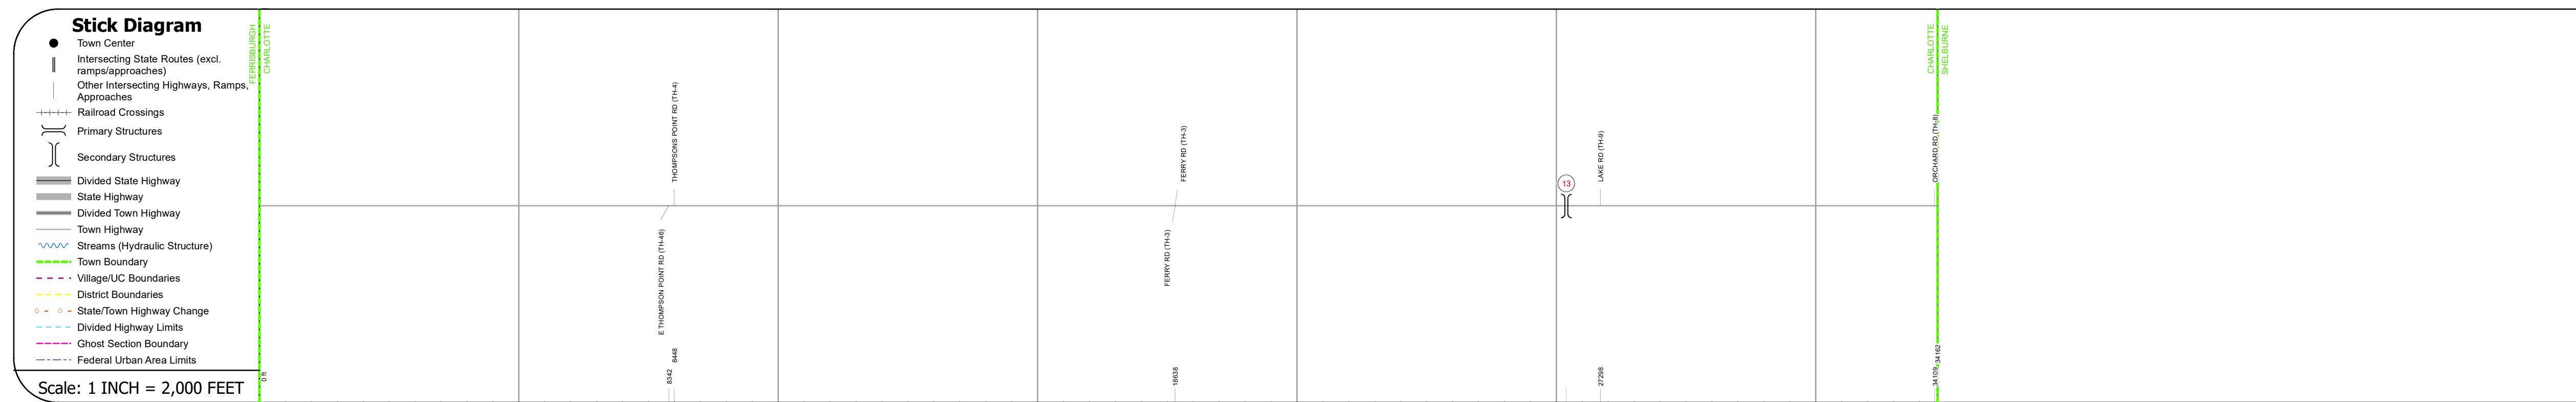 Stick Diagram
Town Center
Intersecting State Routes (excl.
ramps/approaches)
Other Intersecting Highways, Ramps,
Approaches
Railroad Crossings
Primary Structures
Secondary Structures
Divided State Highway
State Highway
Divided Town Highway
Town Highway
Streams (Hydraulic Structure)
Town Boundary
Village/UC Boundaries
District Boundaries
State/Town Highway Change
Divided Highway Limits
Ghost Section Boundary
Federal Urban Area Limits
Scale: 1 INCH = 2,000 FEET
FERRISBURGH
CHARLOTTE
0 ft
E THOMPSON POINT RD (TH-46)
THOMPSONS POINT RD (TH-4)
8342
8448
FERRY RD (TH-3)
FERRY RD (TH-3)
18638
13
LAKE RD (TH-9)
27298
CHARLOTTE
SHELBURNE
ORCHARD RD (TH-8)
34109
34162